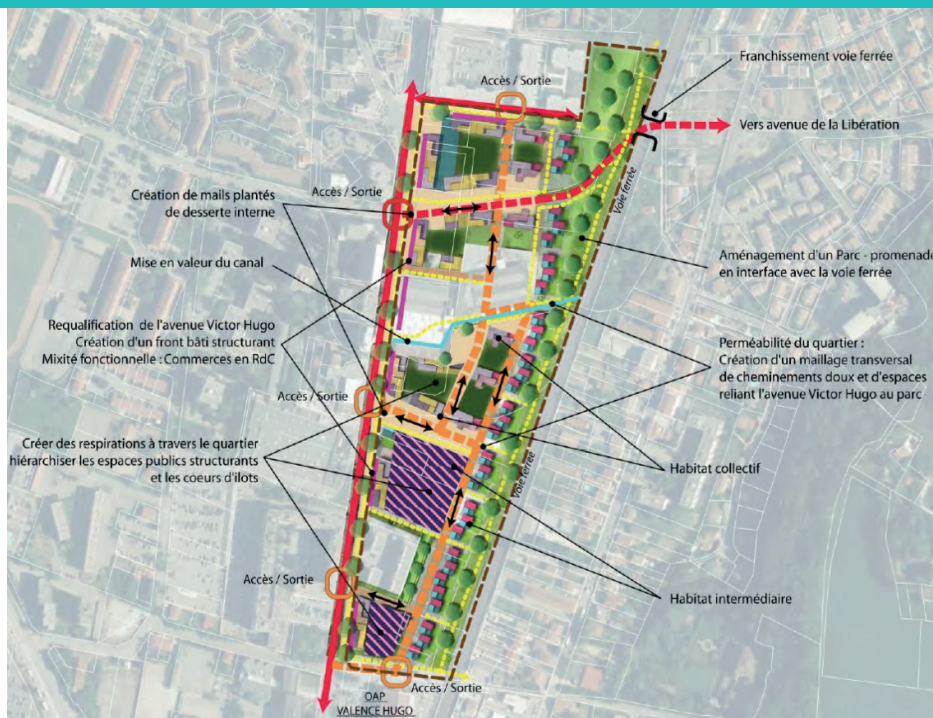 Franchissement voie ferrée
Accès / Sortie
Vers avenue de la Libération
Création de mails plantés
de desserte interne
Accès / Sortie
Voie ferrée
Mise en valeur du canal
Aménagement d'un Parc - promenade
en interface avec la voie ferrée
Requalification de l'avenue Victor Hugo
Création d'un front bâti structurant
Mixité fonctionnelle : Commerces en RdC
Perméabilité du quartier :
Création d'un maillage transversal
de cheminements doux et d'espaces
reliant l'avenue Victor Hugo au parc
Accès / Sortie
Créer des respirations à travers le quartier
hiérarchiser les espaces publics structurants
et les coeurs d'ilots
Habitat collectif
Voie ferrée
Accès / Sortie
Habitat intermédiaire
Accès / Sortie
OAP
VALENCE HUGO